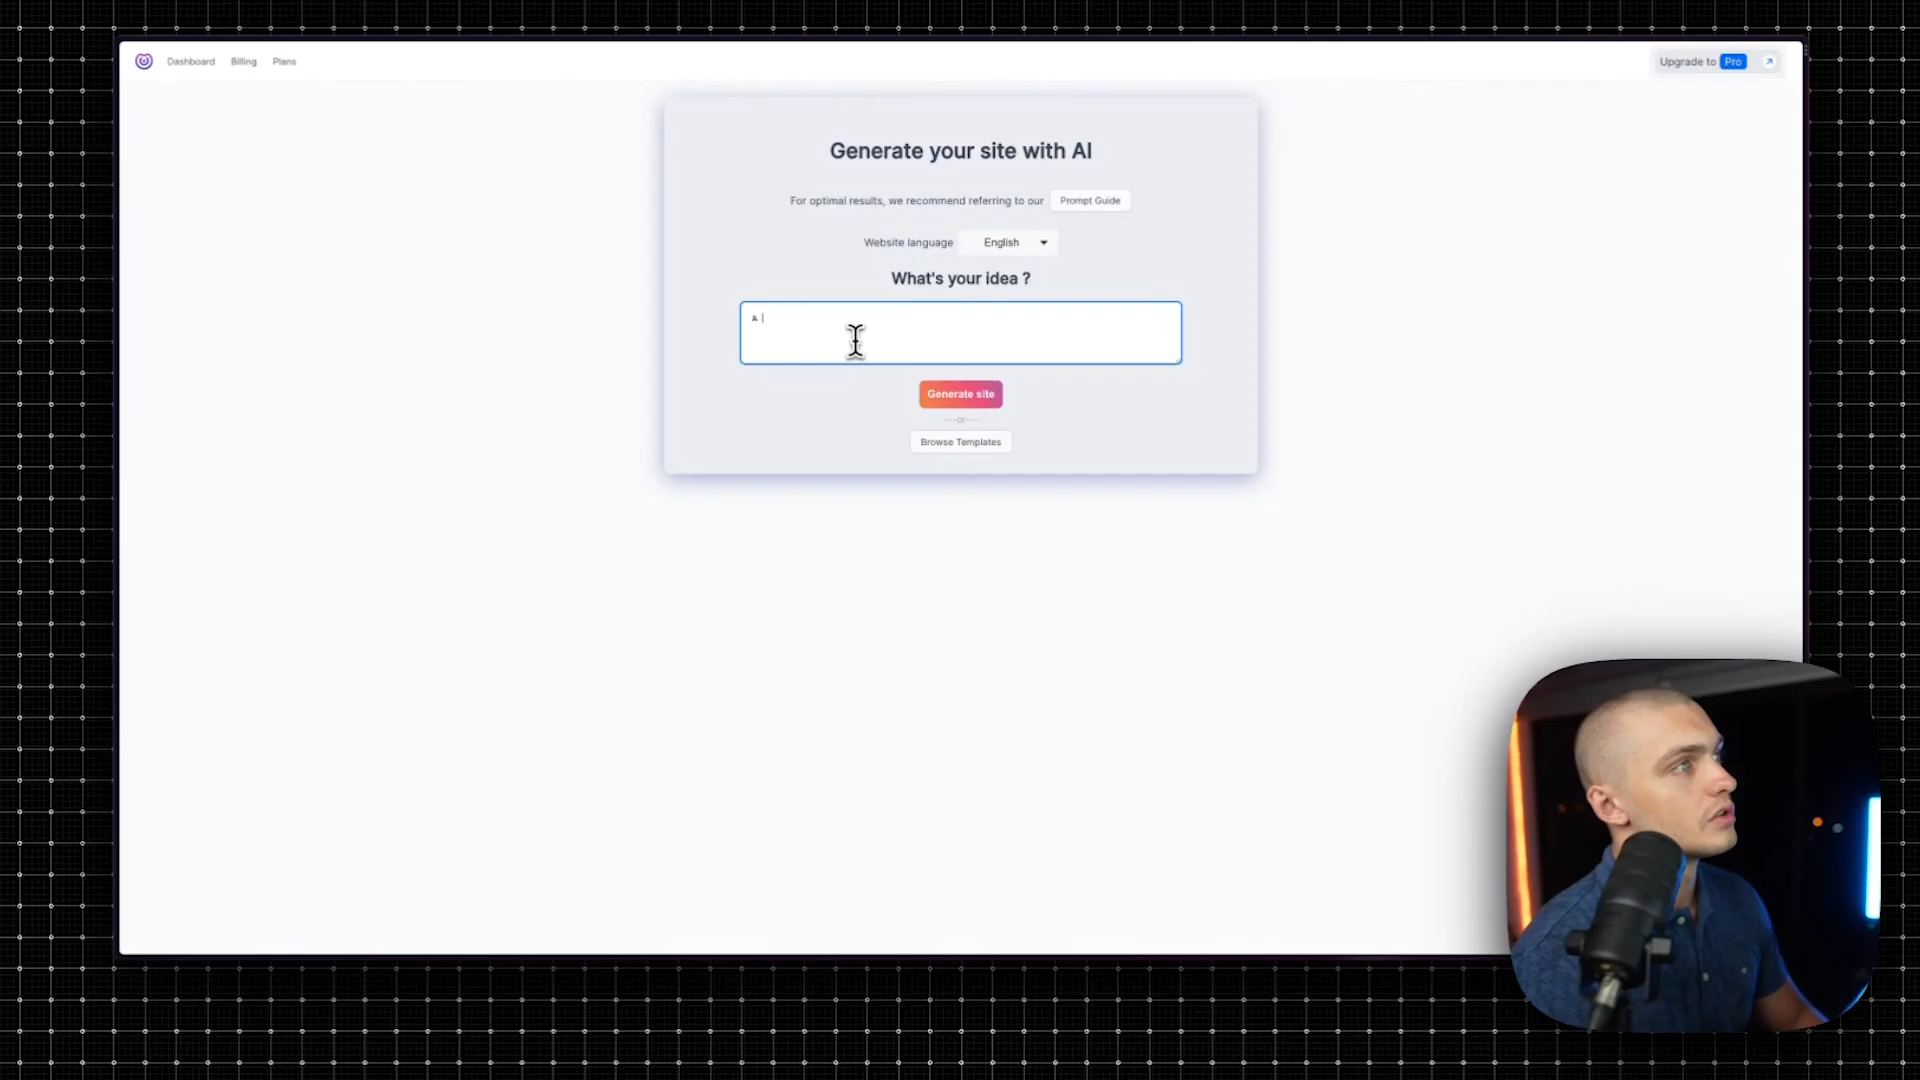 Dashboard Billing Plans
Upgrade to Pro
Generate your site with AI
For optimal results, we recommend referring to our Prompt Guide
Website language English
What's your idea ?
A
Generate site
----or----
Browse Templates